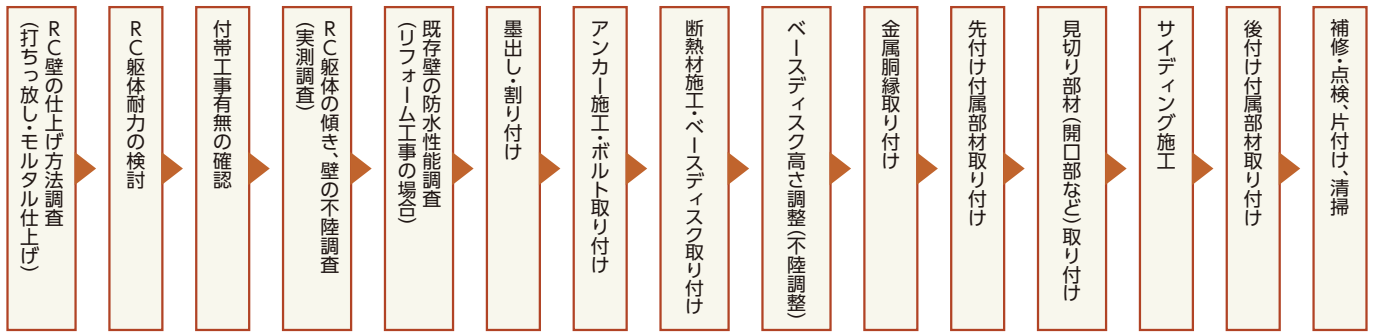 RC壁の仕上げ方法調査
(打ちっ放し・モルタル仕上げ)
RC躯体耐力の検討
付帯工事有無の確認
RC躯体の傾き、壁の不陸調査
(実測調査)
既存壁の防水性能調査
(リフォーム工事の場合)
墨出し・割り付け
アンカー施工・ボルト取り付け
断熱材施工・ベースディスク取り付け
ベースディスク高さ調整(不陸調整)
金属胴縁取り付け
先付け付属部材取り付け
見切り部材(開口部など)取り付け
サイディング施工
後付け付属部材取り付け
補修・点検、片付け、清掃